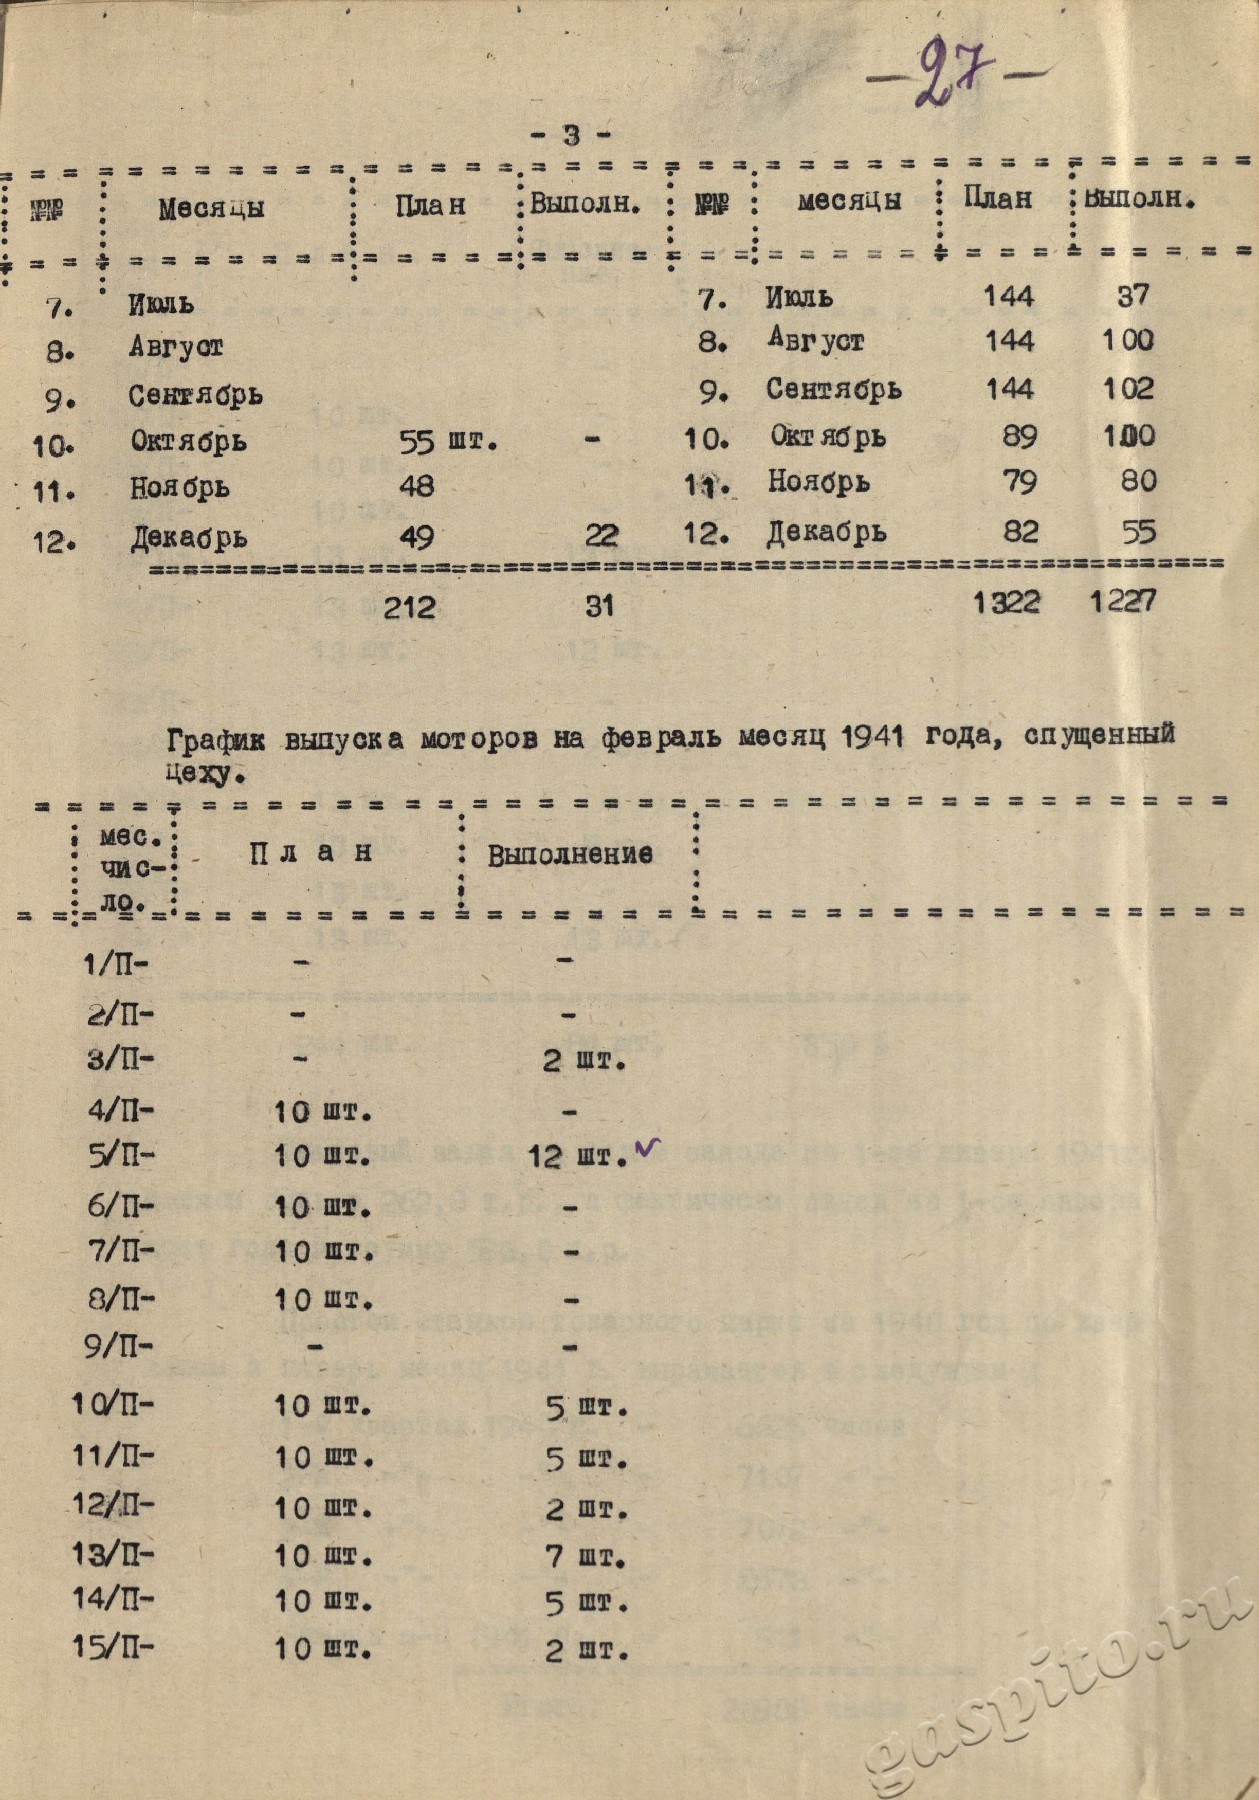 -27-
- 3 -
№№ Месяцы План Выполн. №№ месяцы План Выполн.
7. Июль 7. Июль 144 37
8. Август 8. Август 144 100
9. Сентябрь 9. Сентябрь 144 102
10. Октябрь 55 шт. - 10. Октябрь 89 100
11. Ноябрь 48 11. Ноябрь 79 80
12. Декабрь 49 22 12. Декабрь 82 55
212 31 1322 1227
График выпуска моторов на февраль месяц 1941 года, спущенный
цеху.
мес. чис- ло. План Выполнение
1/П- - -
2/П- - -
3/П- - 2 шт.
4/П- 10 шт. -
5/П- 10 шт. 12 шт.
6/П- 10 шт. -
7/П- 10 шт. -
8/П- 10 шт. -
9/П- - -
10/П- 10 шт. 5 шт.
11/П- 10 шт. 5 шт.
12/П- 10 шт. 2 шт.
13/П- 10 шт. 7 шт.
14/П- 10 шт. 5 шт.
15/П- 10 шт. 2 шт.
gaspito.ru